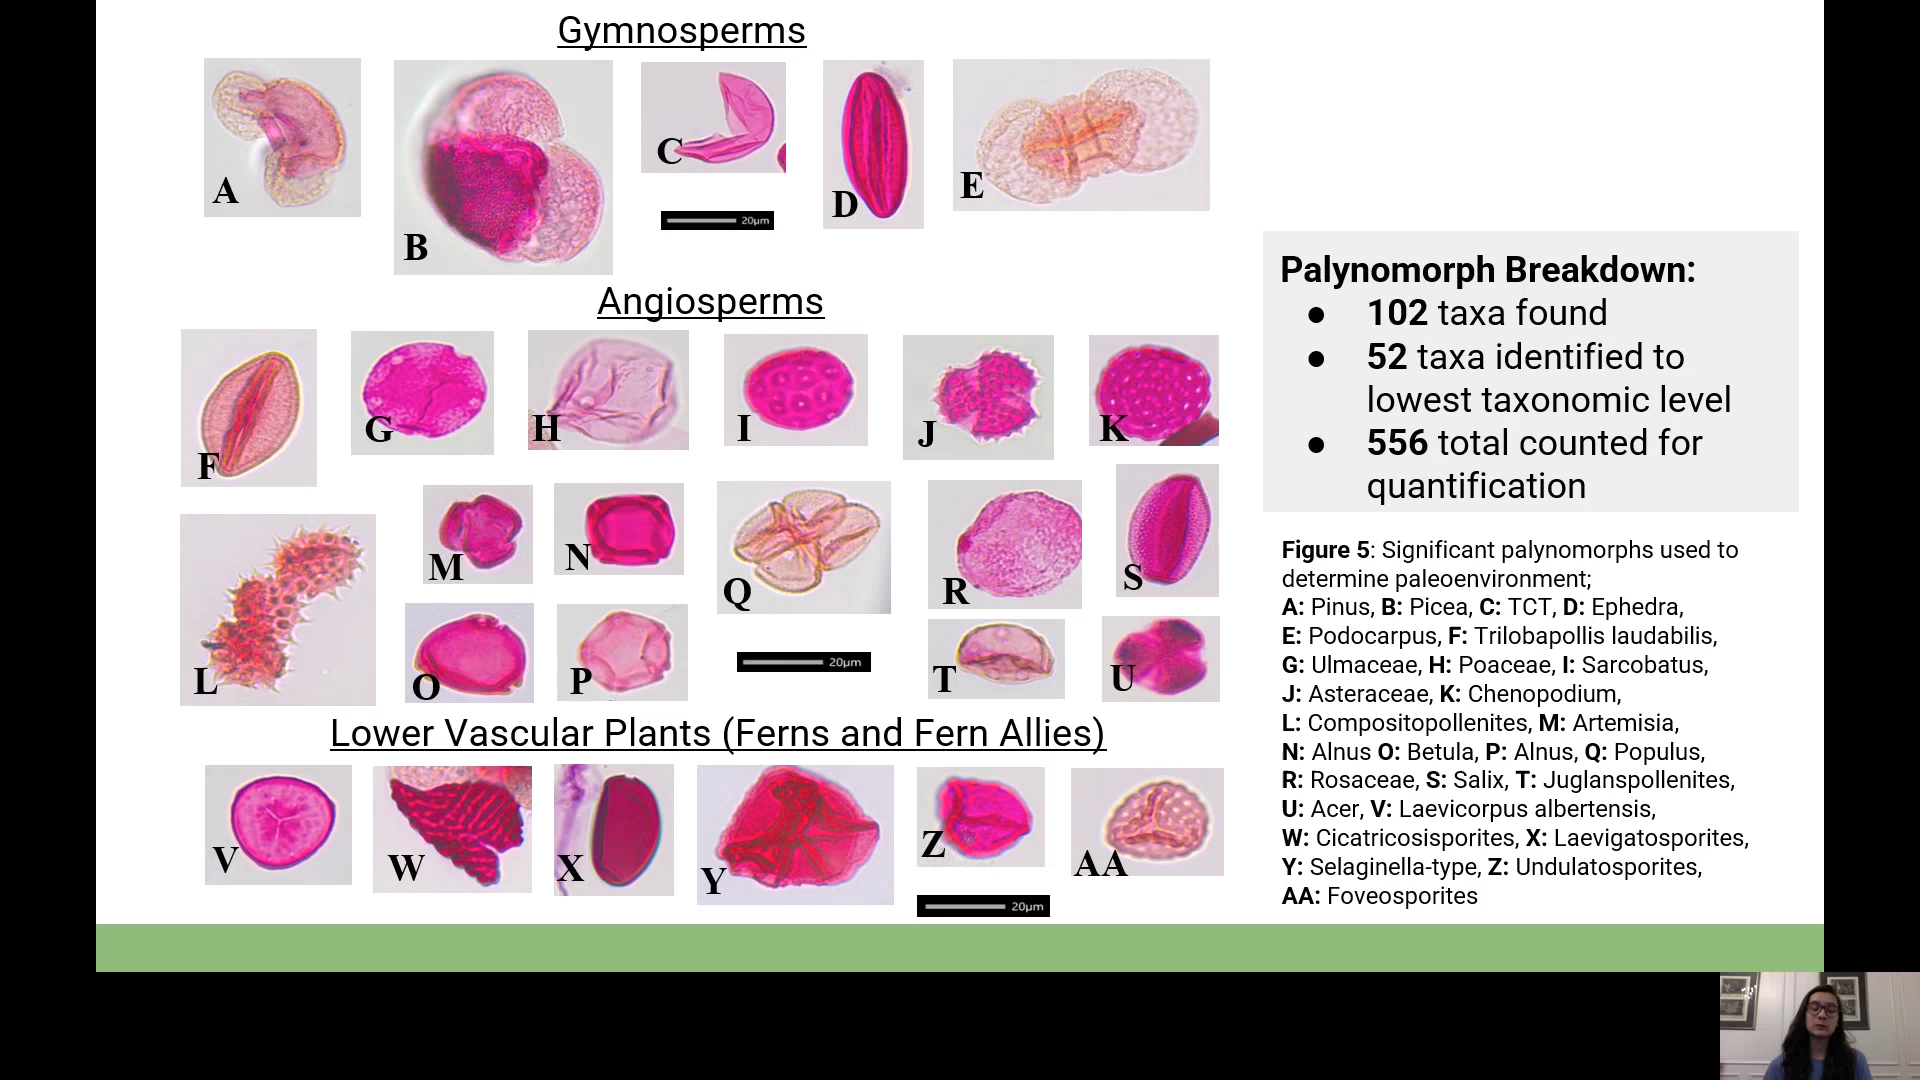 Gymnosperms
A
B
C
D
E
20µm
Angiosperms
F
G
H
I
J
K
L
M
N
O
P
Q
R
S
T
U
20µm
Lower Vascular Plants (Ferns and Fern Allies)
V
W
X
Y
Z
AA
20µm
Palynomorph Breakdown:
● 102 taxa found
● 52 taxa identified to
lowest taxonomic level
● 556 total counted for
quantification
Figure 5: Significant palynomorphs used to
determine paleoenvironment;
A: Pinus, B: Picea, C: TCT, D: Ephedra,
E: Podocarpus, F: Trilobapollis laudabilis,
G: Ulmaceae, H: Poaceae, I: Sarcobatus,
J: Asteraceae, K: Chenopodium,
L: Compositopollenites, M: Artemisia,
N: Alnus O: Betula, P: Alnus, Q: Populus,
R: Rosaceae, S: Salix, T: Juglanspollenites,
U: Acer, V: Laevicorpus albertensis,
W: Cicatricosisporites, X: Laevigatosporites,
Y: Selaginella-type, Z: Undulatosporites,
AA: Foveosporites